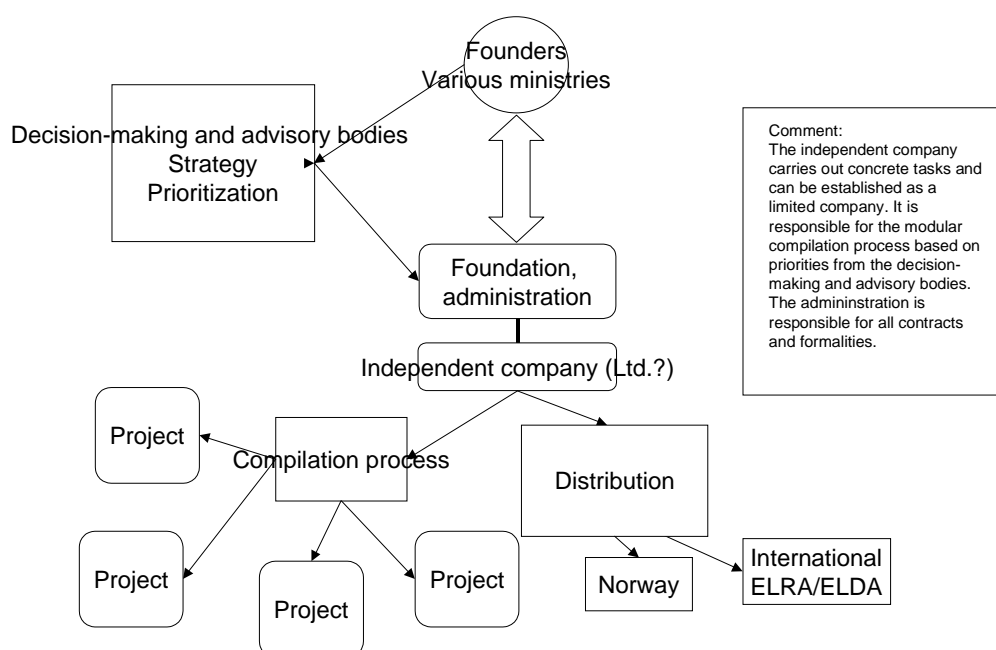 Founders
Various ministries
Decision-making and advisory bodies
Strategy
Prioritization
Comment:
The independent company
carries out concrete tasks and
can be established as a
limited company. It is
responsible for the modular
compilation process based on
priorities from the decision-
making and advisory bodies.
The admininstration is
responsible for all contracts
and formalities.
Foundation,
administration
Independent company (Ltd.?)
Project
Compilation process
Distribution
Project
Project
Project
Norway
International
ELRA/ELDA